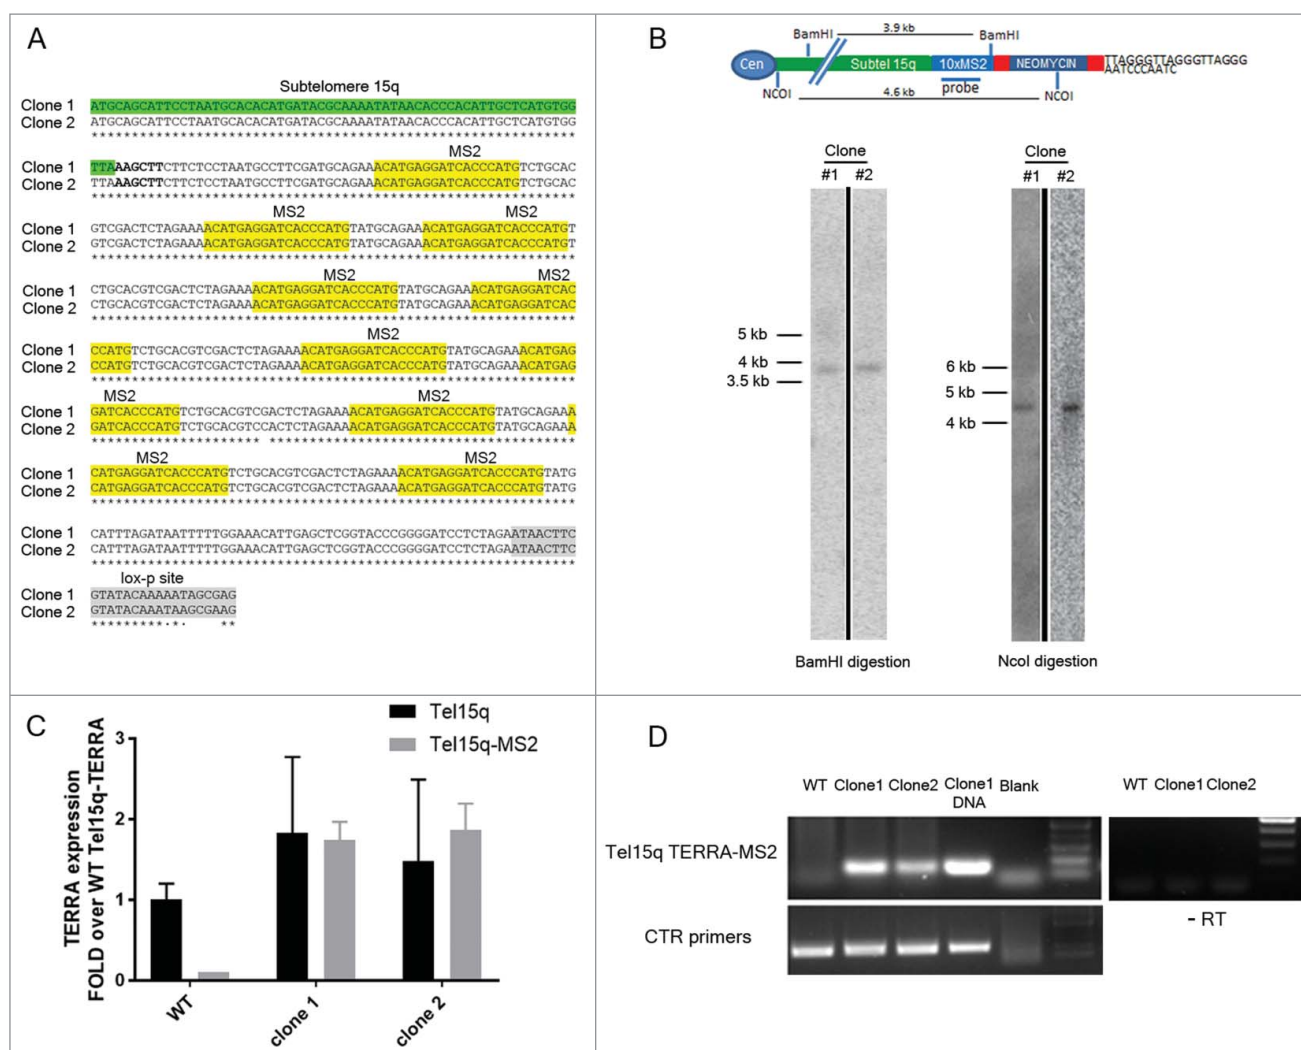 A
Subtelomere 15q
Clone 1 ATGCAGCATTCCTAATGCACACATGATACGCAAAATATAACACCCACATTGCTCATGTGG
Clone 2 ATGCAGCATTCCTAATGCACACATGATACGCAAAATATAACACCCACATTGCTCATGTGG
************************************************************
MS2
Clone 1 TTAAAGCTTCTTCTCCTAATGCCTTCGATGCAGAAACATGAGGATCACCCATGTCTGCAC
Clone 2 TTAAAGCTTCTTCTCCTAATGCCTTCGATGCAGAAACATGAGGATCACCCATGTCTGCAC
************************************************************
MS2 MS2
Clone 1 GTCGACTCTAGAAAACATGAGGATCACCCATGTATGCAGAAACATGAGGATCACCCATGT
Clone 2 GTCGACTCTAGAAAACATGAGGATCACCCATGTATGCAGAAACATGAGGATCACCCATGT
************************************************************
MS2 MS2
Clone 1 CTGCACGTCGACTCTAGAAAACATGAGGATCACCCATGTATGCAGAAACATGAGGATCAC
Clone 2 CTGCACGTCGACTCTAGAAAACATGAGGATCACCCATGTATGCAGAAACATGAGGATCAC
************************************************************
MS2
Clone 1 CCATGTCTGCACGTCGACTCTAGAAAACATGAGGATCACCCATGTATGCAGAAACATGAG
Clone 2 CCATGTCTGCACGTCGACTCTAGAAAACATGAGGATCACCCATGTATGCAGAAACATGAG
************************************************************
MS2 MS2
Clone 1 GATCACCCATGTCTGCACGTCGACTCTAGAAAACATGAGGATCACCCATGTATGCAGAAA
Clone 2 GATCACCCATGTCTGCACGTCCACTCTAGAAAACATGAGGATCACCCATGTATGCAGAAA
********************* **************************************
MS2 MS2
Clone 1 CATGAGGATCACCCATGTCTGCACGTCGACTCTAGAAAACATGAGGATCACCCATGTATG
Clone 2 CATGAGGATCACCCATGTCTGCACGTCGACTCTAGAAAACATGAGGATCACCCATGTATG
************************************************************
Clone 1 CATTTAGATAATTTTTGGAAACATTGAGCTCGGTACCCGGGGATCCTCTAGAATAACTTC
Clone 2 CATTTAGATAATTTTTGGAAACATTGAGCTCGGTACCCGGGGATCCTCTAGAATAACTTC
************************************************************
lox-p site
Clone 1 GTATACAAAAATAGCGAG
Clone 2 GTATACAAATAAGCGAAG
*********.*. **
B
3.9 kb
BamHI BamHI
Cen Subtel 15q 10xMS2 NEOMYCIN TTAGGGTTAGGGTTAGGG
AATCCCAATC
NCOI probe NCOI
4.6 kb
Clone Clone
#1 #2 #1 #2
5 kb
4 kb
3.5 kb
6 kb
5 kb
4 kb
BamHI digestion NcoI digestion
C
Tel15q
Tel15q-MS2
TERRA expression
FOLD over WT Tel15q-TERRA
3
2
1
0
WT clone 1 clone 2
D
WT Clone1 Clone2 Clone1 DNA Blank WT Clone1 Clone2
Tel15q TERRA-MS2
- RT
CTR primers